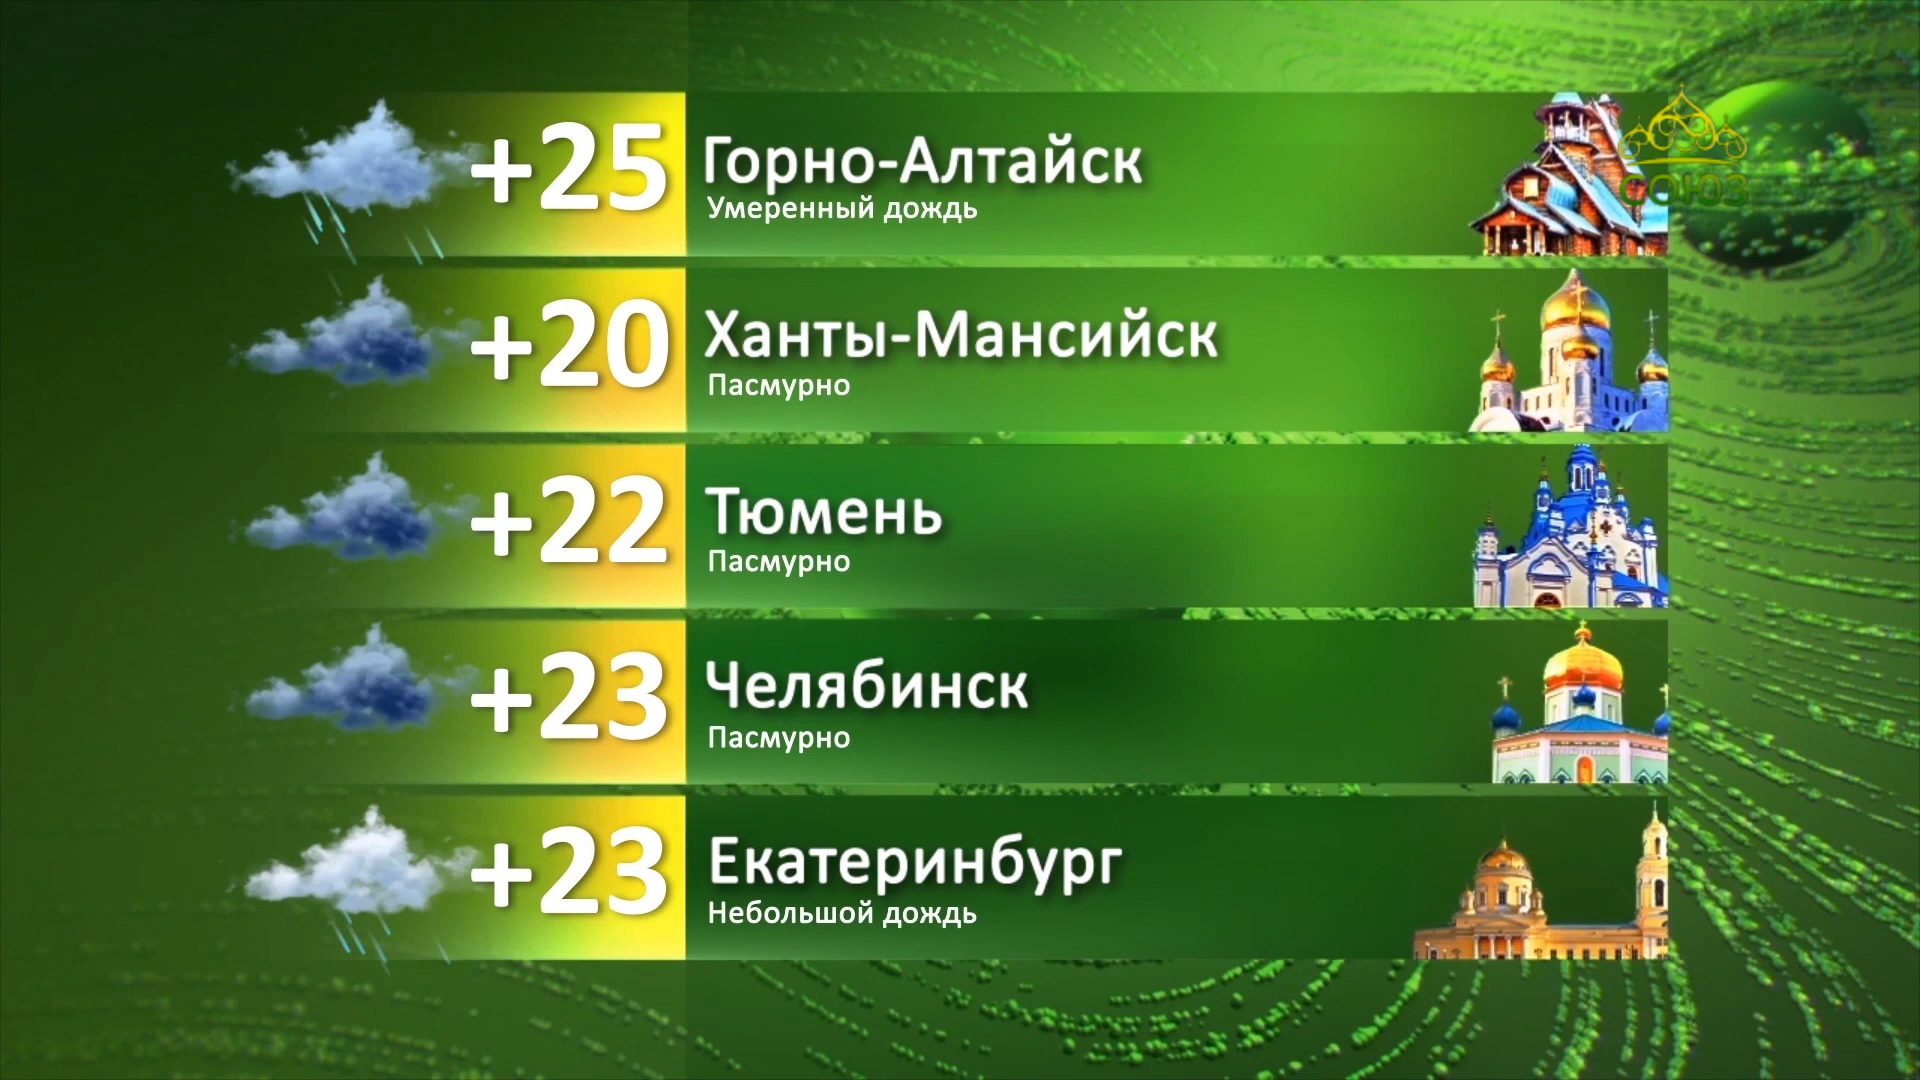 +25
Горно-Алтайск
Умеренный дождь
СОЮЗ
+20
Ханты-Мансийск
Пасмурно
+22
Тюмень
Пасмурно
+23
Челябинск
Пасмурно
+23
Екатеринбург
Небольшой дождь